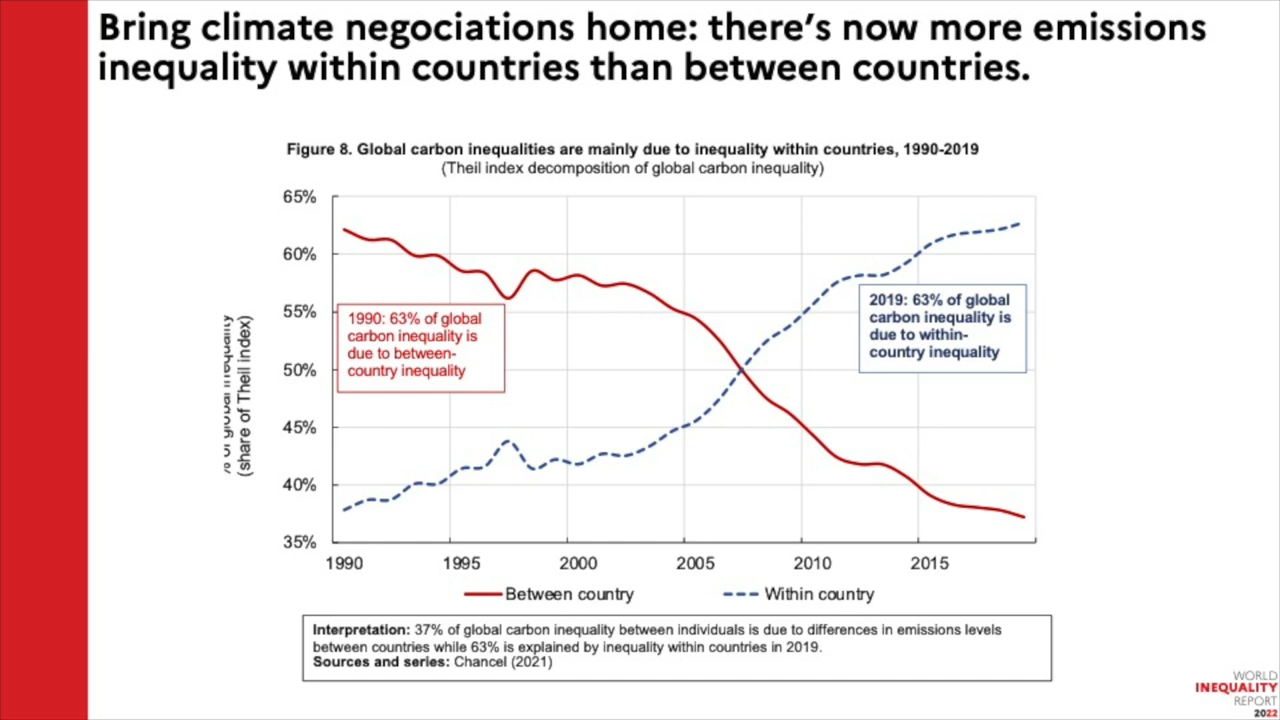 Bring climate negociations home: there's now more emissions
inequality within countries than between countries.
Figure 8. Global carbon inequalities are mainly due to inequality within countries, 1990-2019
(Theil index decomposition of global carbon inequality)
(share of Theil index)
65%
60%
55%
50%
45%
40%
35%
1990: 63% of global
carbon inequality is
due to between-
country inequality
2019: 63% of global
carbon inequality is
due to within-
country inequality
1990 1995 2000 2005 2010 2015
Between country Within country
Interpretation: 37% of global carbon inequality between individuals is due to differences in emissions levels
between countries while 63% is explained by inequality within countries in 2019.
Sources and series: Chancel (2021)
WORLD
INEQUALITY
REPORT
2022